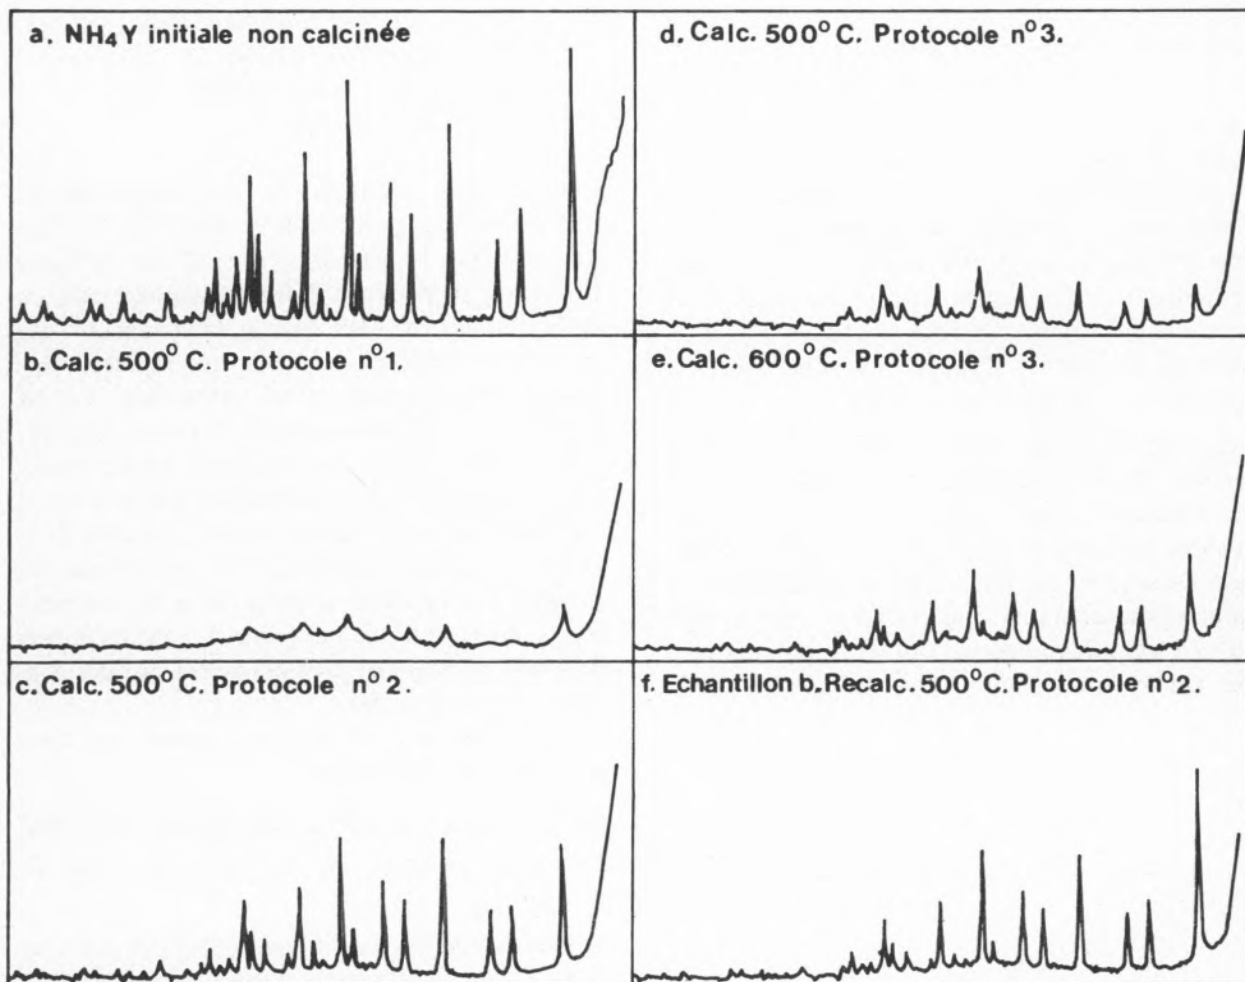 a. NH₄Y initiale non calcinée
b. Calc. 500° C. Protocole n° 1.
c. Calc. 500° C. Protocole n° 2.
d. Calc. 500° C. Protocole n° 3.
e. Calc. 600° C. Protocole n° 3.
f. Echantillon b. Recalc. 500°C. Protocole n° 2.